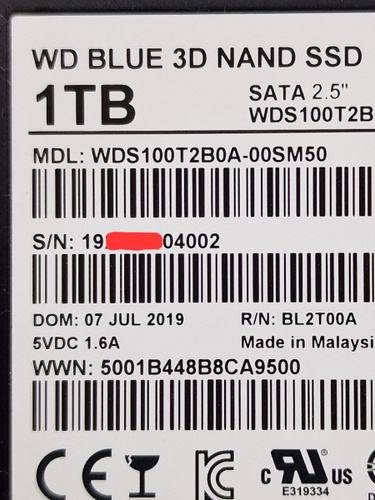 WD BLUE 3D NAND SSD
1TB
SATA 2.5"
WDS100T2B
MDL: WDS100T2B0A-00SM50
S/N: 19 04002
DOM: 07 JUL 2019 R/N: BL2T00A
5VDC 1.6A Made in Malaysi
WWN: 5001B448B8CA9500
CE
c RU US
E319334